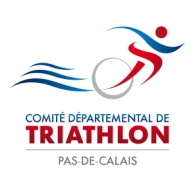 COMITÉ DÉPARTEMENTAL DE
TRIATHLON
PAS-DE-CALAIS